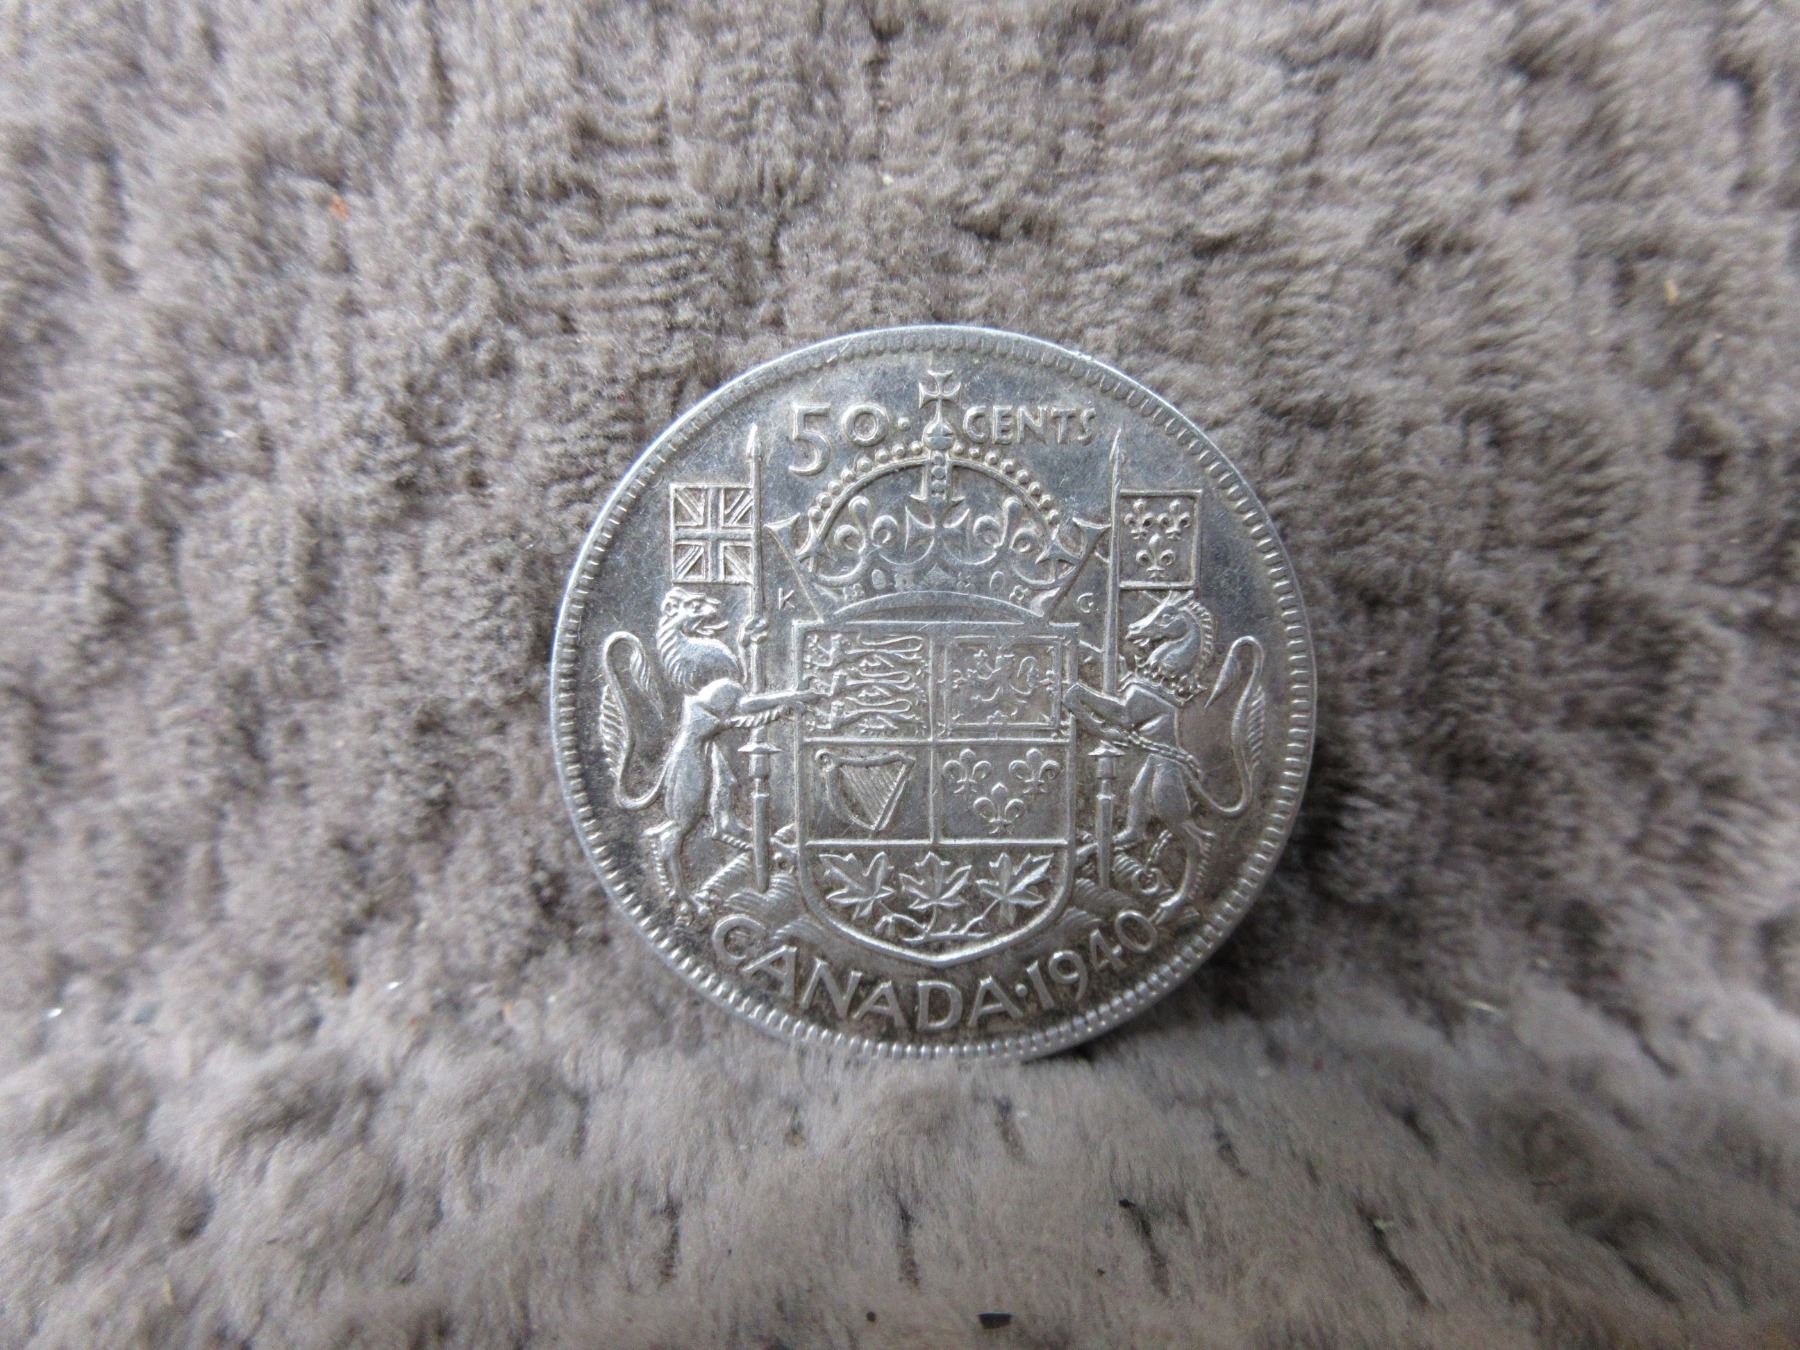 50 · CENTS
K G
CANADA · 1940